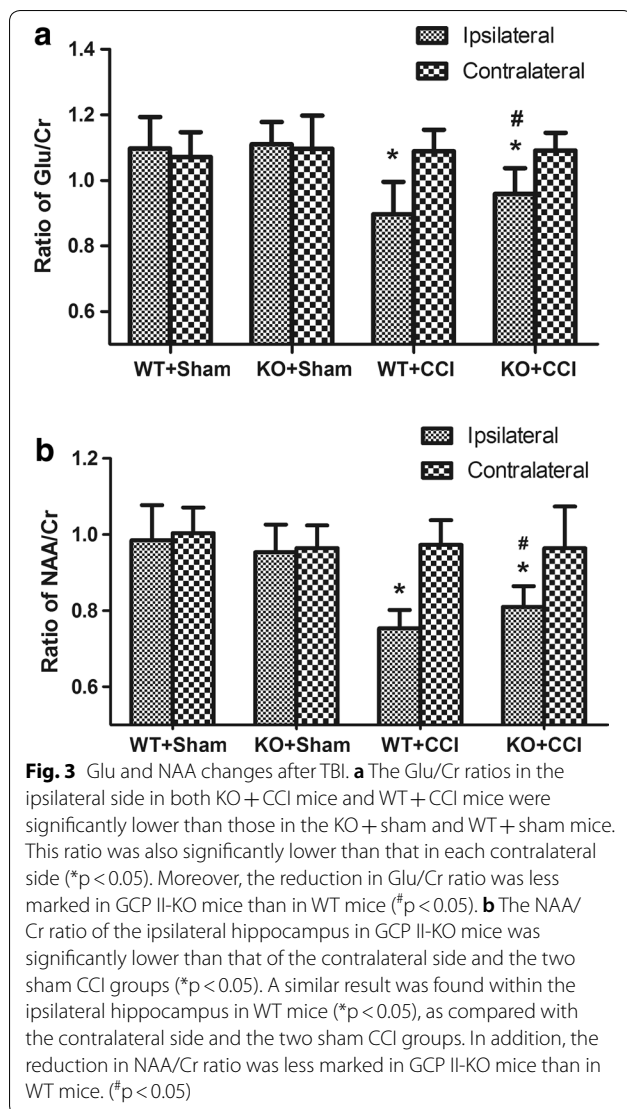 a
Ipsilateral
Contralateral
Ratio of Glu/Cr
1.4
1.2
1.0
0.8
0.6
*
#
*
WT+Sham KO+Sham WT+CCI KO+CCI
b
Ipsilateral
Contralateral
Ratio of NAA/Cr
1.2
1.0
0.8
0.6
*
#
*
WT+Sham KO+Sham WT+CCI KO+CCI
Fig. 3 Glu and NAA changes after TBI. a The Glu/Cr ratios in the
ipsilateral side in both KO + CCI mice and WT + CCI mice were
significantly lower than those in the KO + sham and WT + sham mice.
This ratio was also significantly lower than that in each contralateral
side (*p < 0.05). Moreover, the reduction in Glu/Cr ratio was less
marked in GCP II-KO mice than in WT mice (#p < 0.05). b The NAA/
Cr ratio of the ipsilateral hippocampus in GCP II-KO mice was
significantly lower than that of the contralateral side and the two
sham CCI groups (*p < 0.05). A similar result was found within the
ipsilateral hippocampus in WT mice (*p < 0.05), as compared with
the contralateral side and the two sham CCI groups. In addition, the
reduction in NAA/Cr ratio was less marked in GCP II-KO mice than in
WT mice. (#p < 0.05)